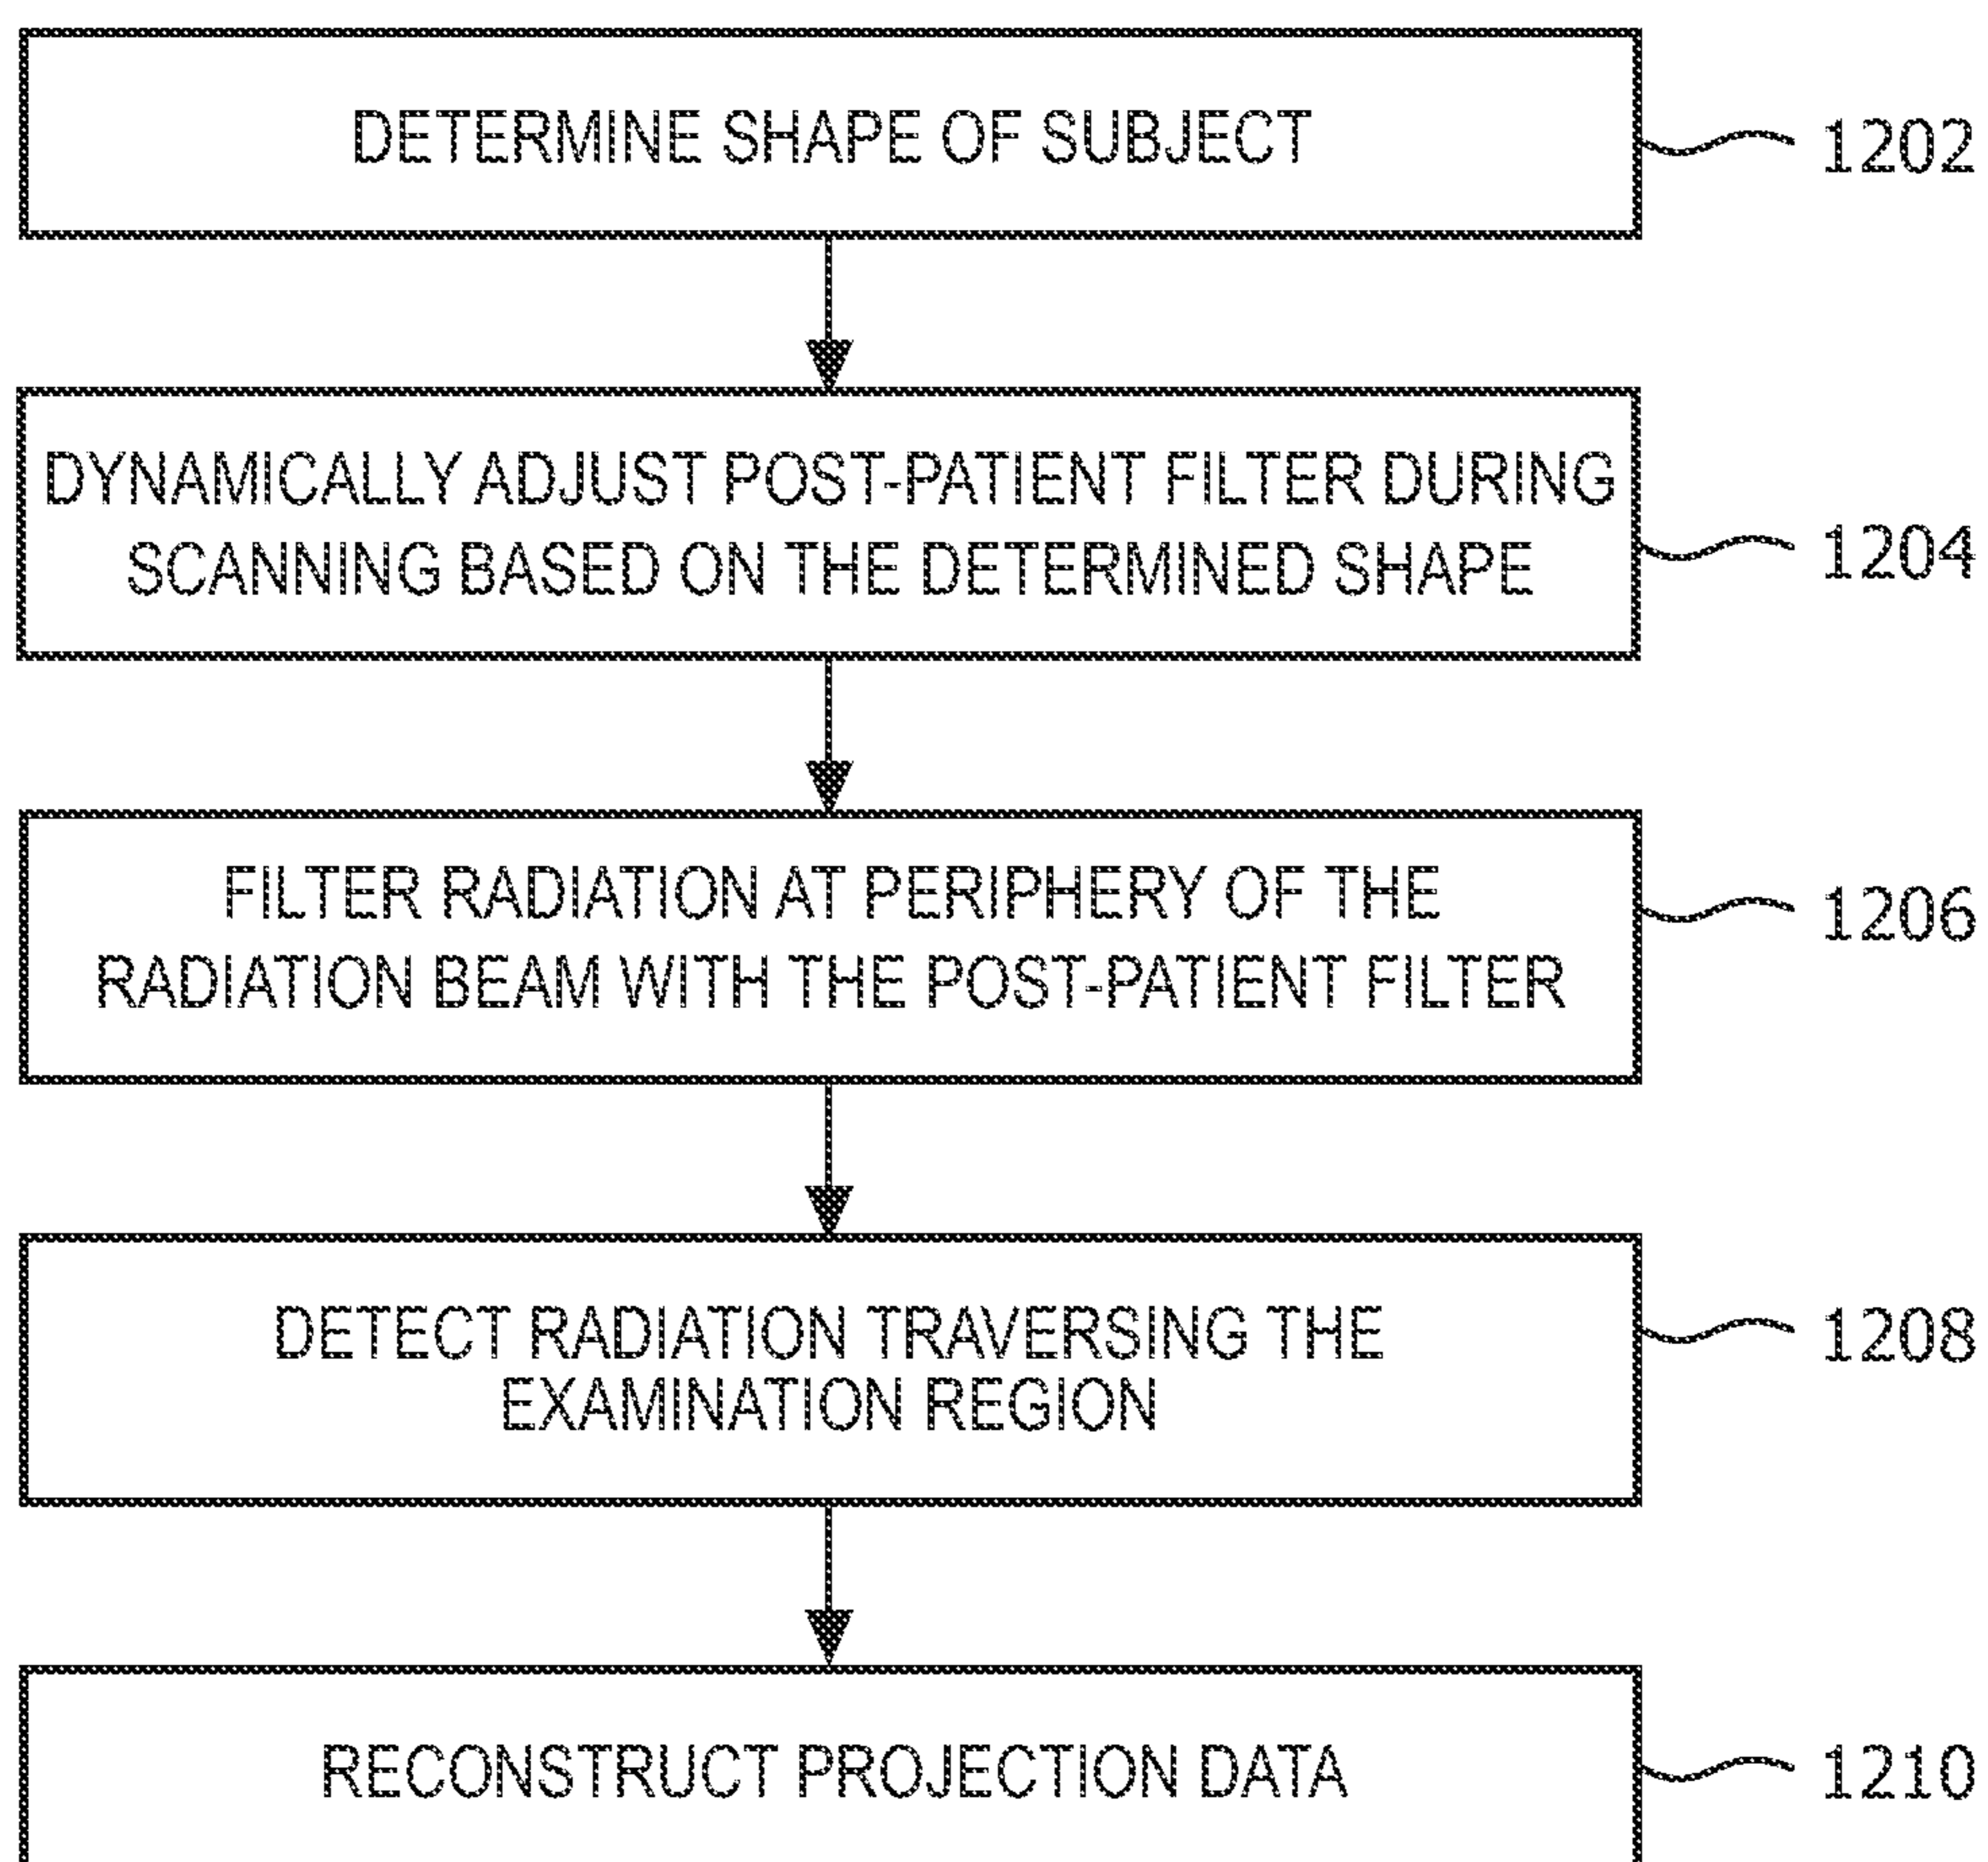 DETERMINE SHAPE OF SUBJECT
1202
DYNAMICALLY ADJUST POST-PATIENT FILTER DURING
SCANNING BASED ON THE DETERMINED SHAPE
1204
FILTER RADIATION AT PERIPHERY OF THE
RADIATION BEAM WITH THE POST-PATIENT FILTER
1206
DETECT RADIATION TRAVERSING THE
EXAMINATION REGION
1208
RECONSTRUCT PROJECTION DATA
1210